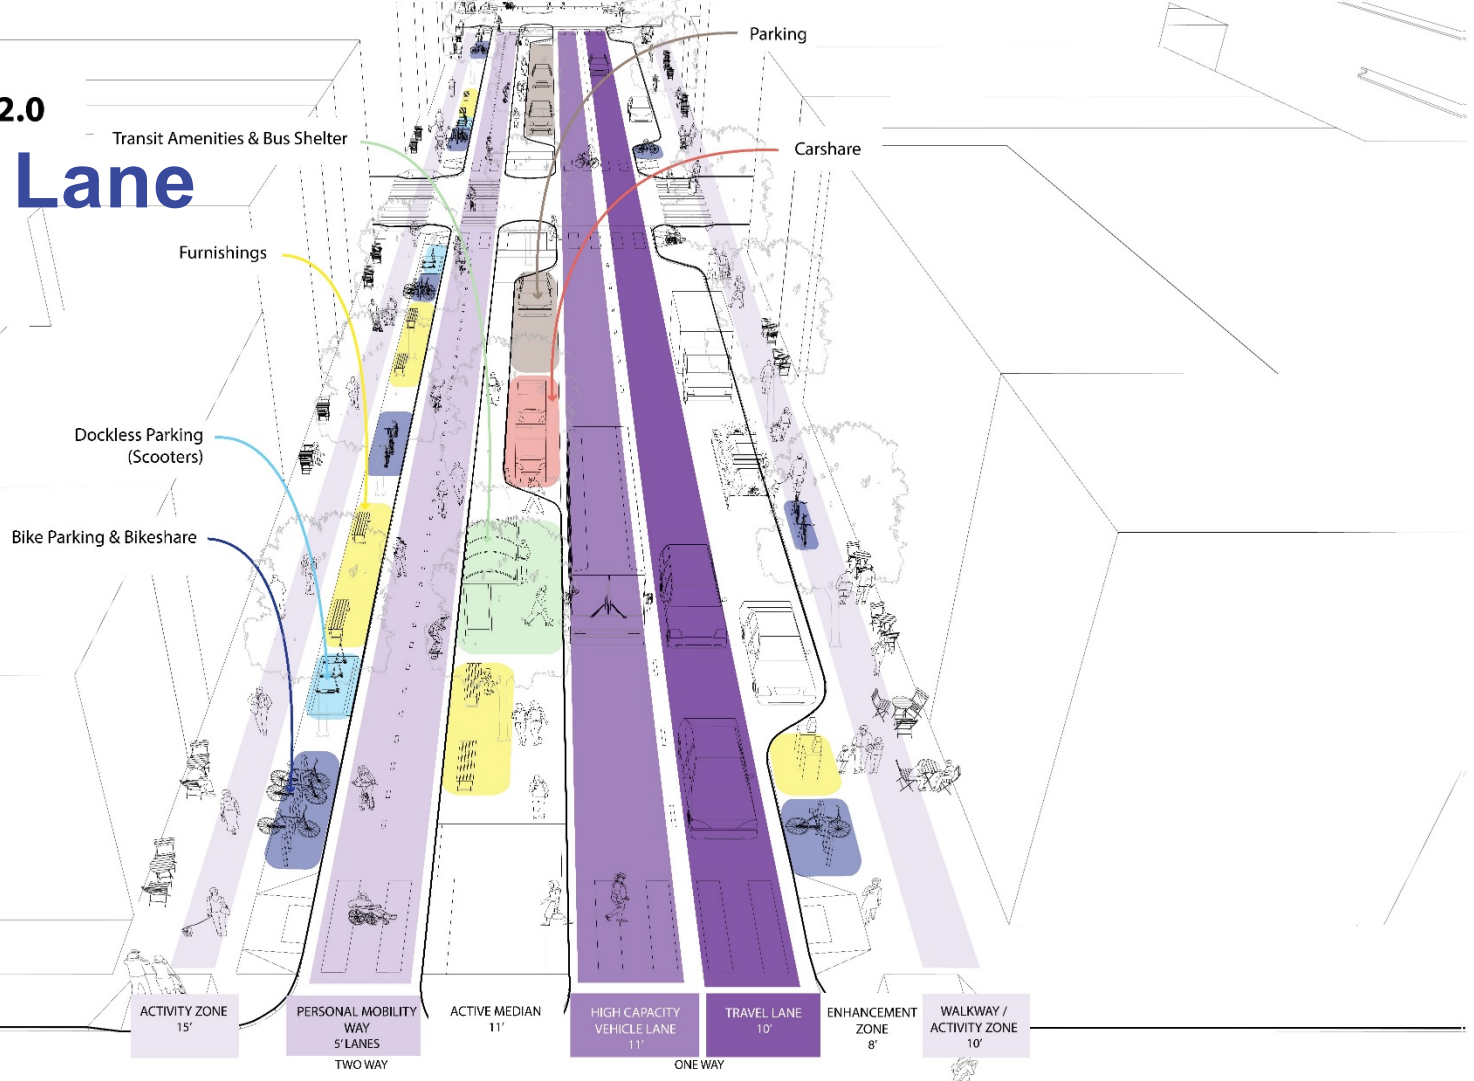 2.0
Lane
Parking
Transit Amenities & Bus Shelter
Carshare
Furnishings
Dockless Parking
(Scooters)
Bike Parking & Bikeshare
ACTIVITY ZONE
15'
PERSONAL MOBILITY
WAY
5' LANES
TWO WAY
ACTIVE MEDIAN
11'
HIGH CAPACITY
VEHICLE LANE
11'
TRAVEL LANE
10'
ONE WAY
ENHANCEMENT
ZONE
8'
WALKWAY /
ACTIVITY ZONE
10'